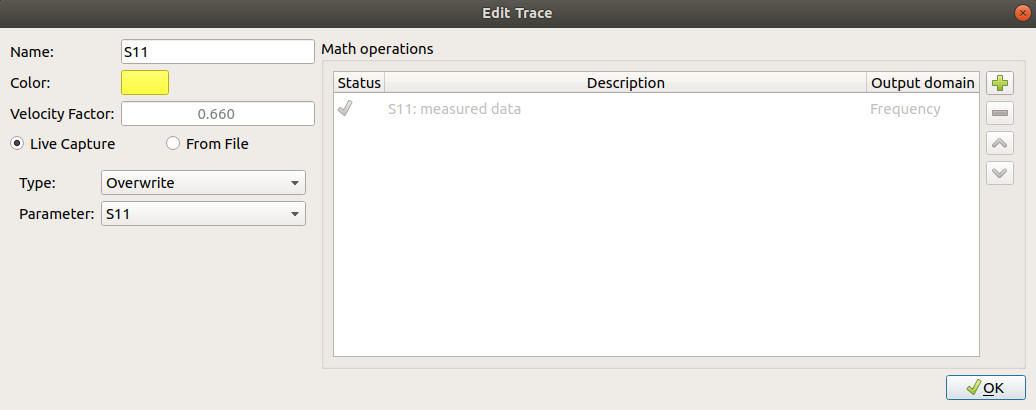 Edit Trace
Name: S11
Color:
Velocity Factor: 0.660
Live Capture From File
Type: Overwrite
Parameter: S11
Math operations
Status Description Output domain
S11: measured data Frequency
OK